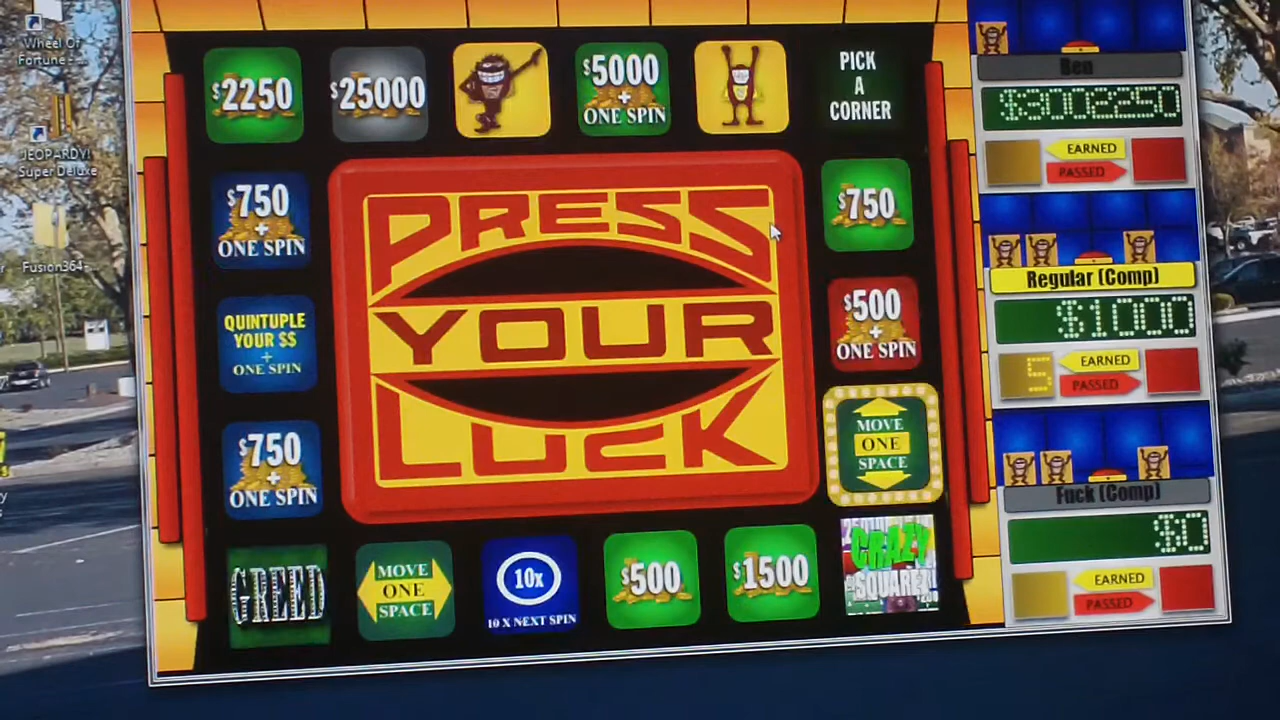 Wheel Of
Fortune -
JEOPARDY!
Super Deluxe
Fusion364-
$2250
$25000
$5000
+
ONE SPIN
PICK
A
CORNER
$750
+
ONE SPIN
$750
QUINTUPLE
YOUR $$
+
ONE SPIN
$500
+
ONE SPIN
$750
+
ONE SPIN
MOVE
ONE
SPACE
PRESS
YOUR
LUCK
GREED
MOVE
ONE
SPACE
10x
10 X NEXT SPIN
$500
$1500
CRAZY
SQUARE!
Ben
$3002250
EARNED
PASSED
Regular (Comp)
$1000
5
EARNED
PASSED
Fuck (Comp)
$0
EARNED
PASSED